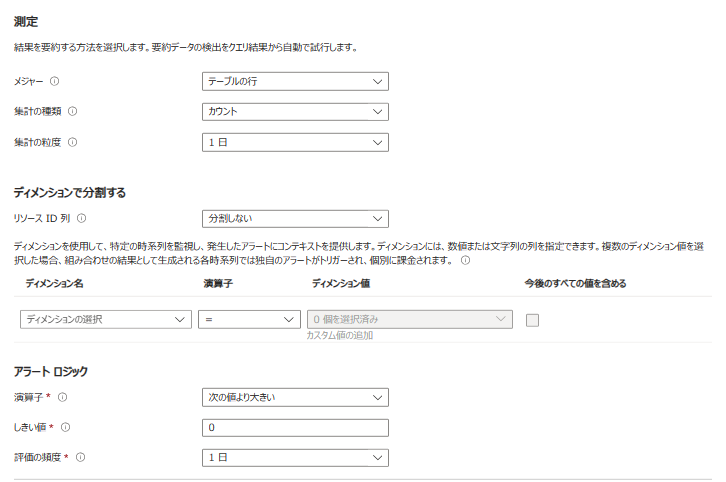 測定
結果を要約する方法を選択します。要約データの検出をクエリ結果から自動で試行します。
メジャー テーブルの行
集計の種類 カウント
集計の粒度 1 日
ディメンションで分割する
リソース ID 列 分割しない
ディメンションを使用して、特定の時系列を監視し、発生したアラートにコンテキストを提供します。ディメンションには、数値または文字列の列を指定できます。複数のディメンション値を選
択した場合、組み合わせの結果として生成される各時系列では独自のアラートがトリガーされ、個別に課金されます。
ディメンション名 演算子 ディメンション値 今後のすべての値を含める
ディメンションの選択 = 0 個を選択済み
カスタム値の追加
アラート ロジック
演算子 * 次の値より大きい
しきい値 * 0
評価の頻度 * 1 日